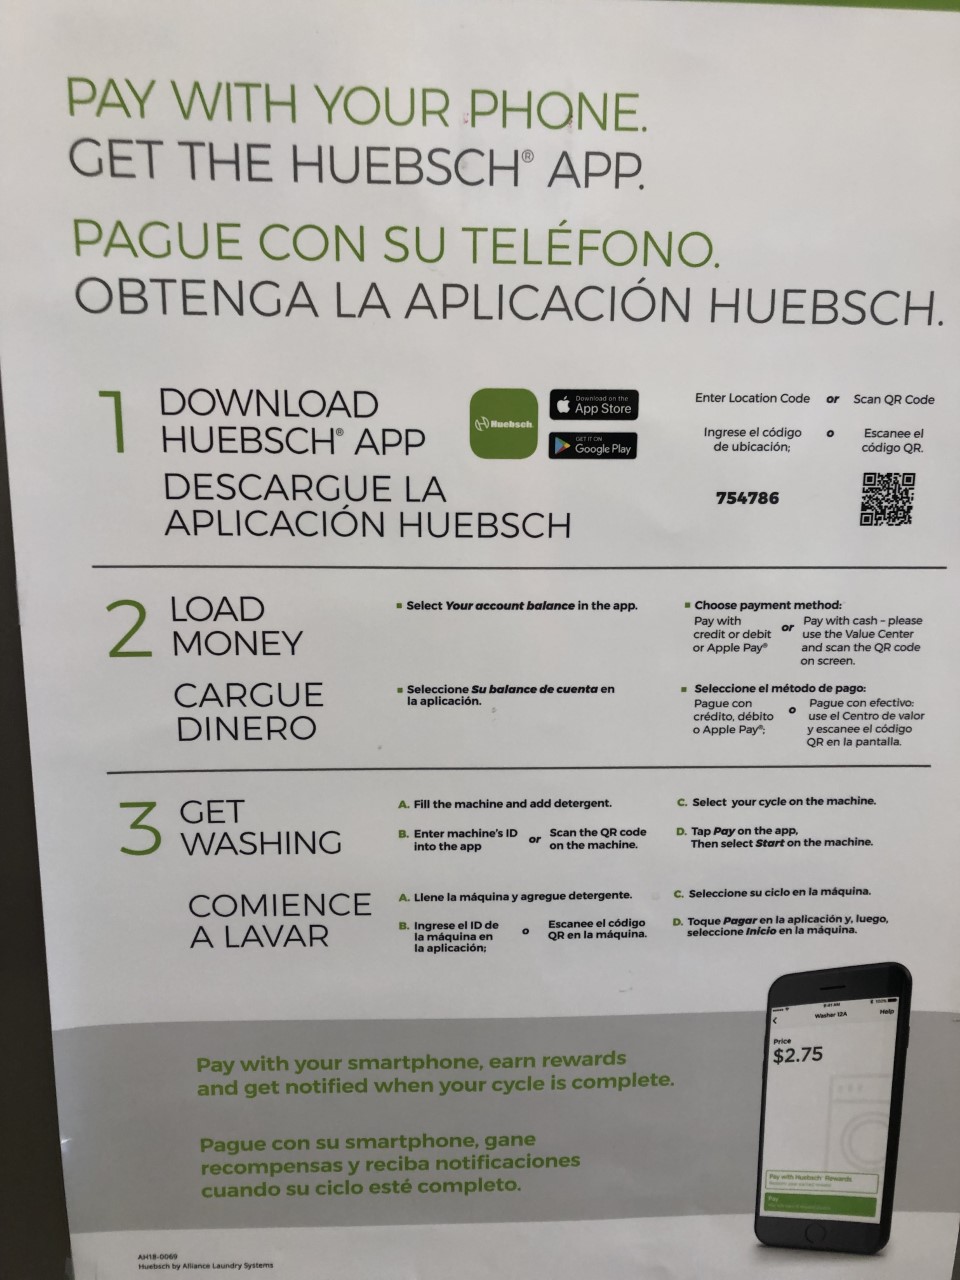 PAY WITH YOUR PHONE.
GET THE HUEBSCH® APP.
PAGUE CON SU TELÉFONO.
OBTENGA LA APLICACIÓN HUEBSCH.
1
DOWNLOAD
HUEBSCH® APP
DESCARGUE LA
APLICACIÓN HUEBSCH
Huebsch
Download on the
App Store
GET IT ON
Google Play
Enter Location Code or Scan QR Code
Ingrese el código
de ubicación;
o
Escanee el
código QR.
754786
2
LOAD
MONEY
▪ Select Your account balance in the app.
▪ Choose payment method:
Pay with
credit or debit
or Apple Pay®
or
Pay with cash – please
use the Value Center
and scan the QR code
on screen.
CARGUE
DINERO
▪ Seleccione Su balance de cuenta en
la aplicación.
▪ Seleccione el método de pago:
Pague con
crédito, débito
o Apple Pay®;
o
Pague con efectivo:
use el Centro de valor
y escanee el código
QR en la pantalla.
3
GET
WASHING
A. Fill the machine and add detergent.
B. Enter machine's ID
into the app
or
Scan the QR code
on the machine.
C. Select your cycle on the machine.
D. Tap Pay on the app,
Then select Start on the machine.
COMIENCE
A LAVAR
A. Llene la máquina y agregue detergente.
B. Ingrese el ID de
la máquina en
la aplicación;
o
Escanee el código
QR en la máquina.
C. Seleccione su ciclo en la máquina.
D. Toque Pagar en la aplicación y, luego,
seleccione Inicio en la máquina.
Pay with your smartphone, earn rewards
and get notified when your cycle is complete.
Pague con su smartphone, gane
recompensas y reciba notificaciones
cuando su ciclo esté completo.
9:41 AM
100%
Washer 12A
Help
Price
$2.75
Pay with Huebsch® Rewards
Pay
AH18-0069
Huebsch by Alliance Laundry Systems